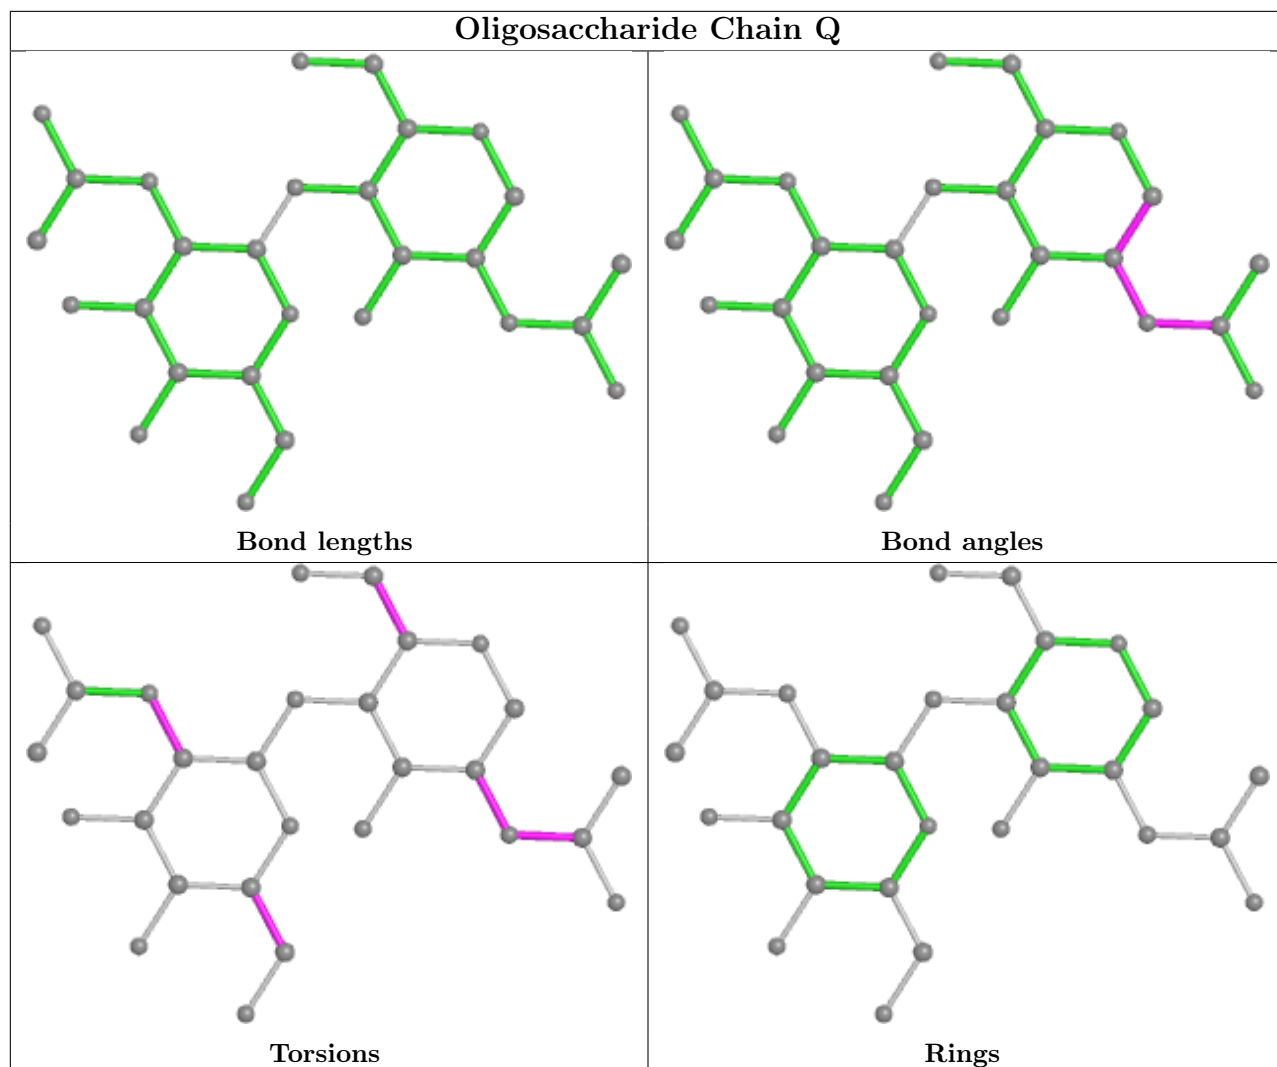 Oligosaccharide Chain Q
Bond lengths
Bond angles
Torsions
Rings